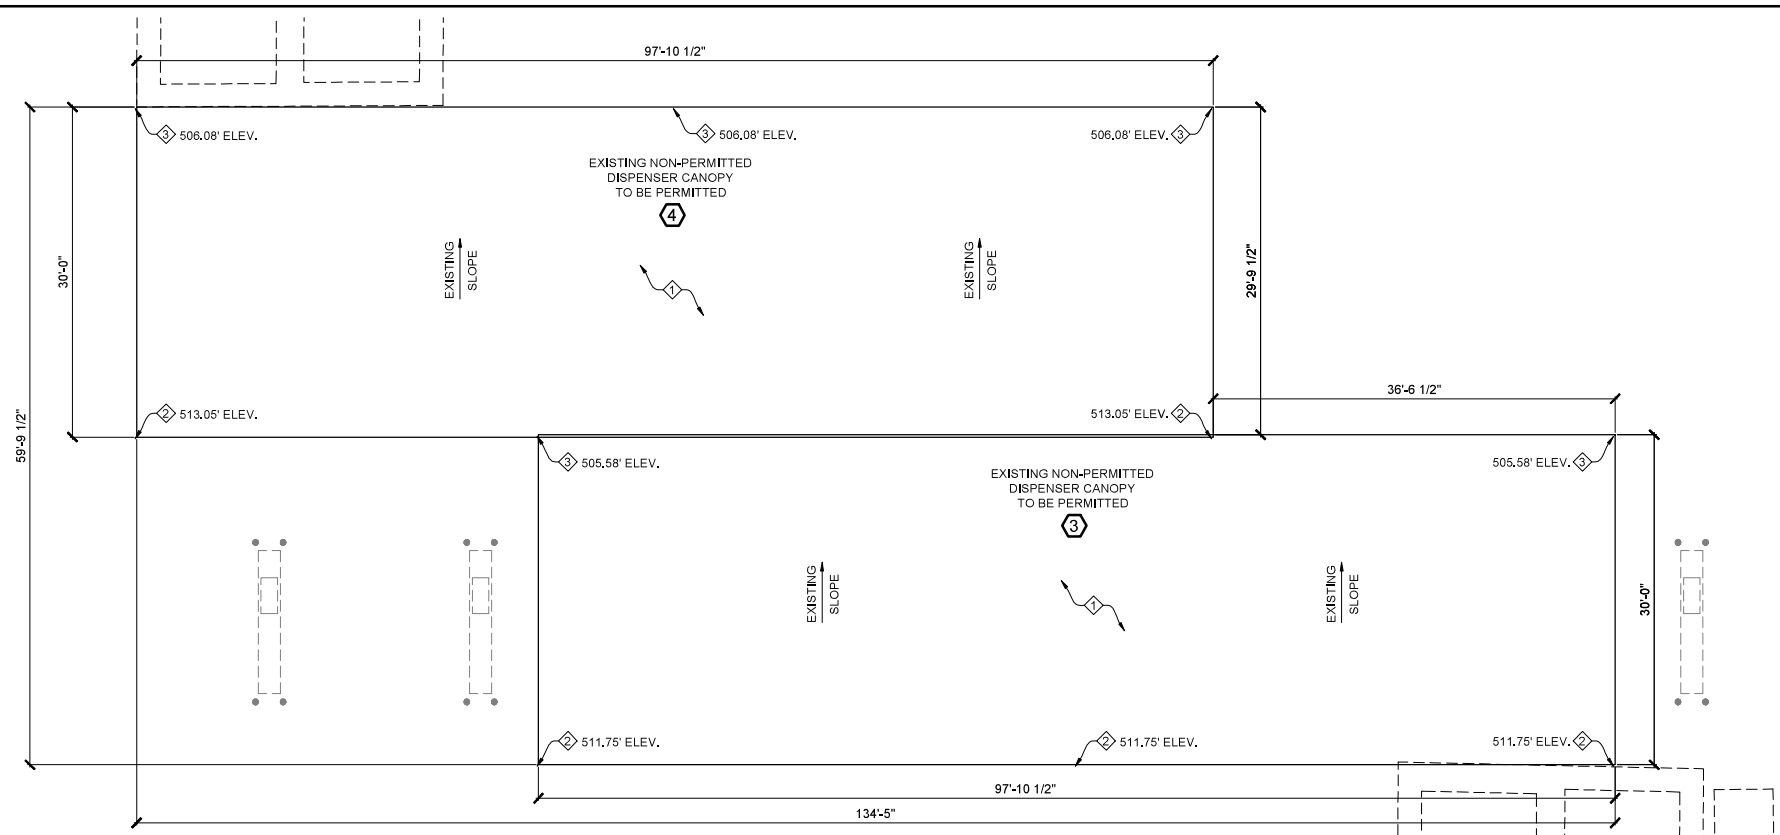 97'-10 1/2"
3 506.08' ELEV.
3 506.08' ELEV.
506.08' ELEV. 3
EXISTING NON-PERMITTED
DISPENSER CANOPY
TO BE PERMITTED
4
30'-0"
EXISTING
SLOPE
1
EXISTING
SLOPE
29'-9 1/2"
59'-9 1/2"
2 513.05' ELEV.
513.05' ELEV. 2
36'-6 1/2"
3 505.58' ELEV.
505.58' ELEV. 3
EXISTING NON-PERMITTED
DISPENSER CANOPY
TO BE PERMITTED
3
EXISTING
SLOPE
1
EXISTING
SLOPE
30'-0"
2 511.75' ELEV.
2 511.75' ELEV.
511.75' ELEV. 2
97'-10 1/2"
134'-5"